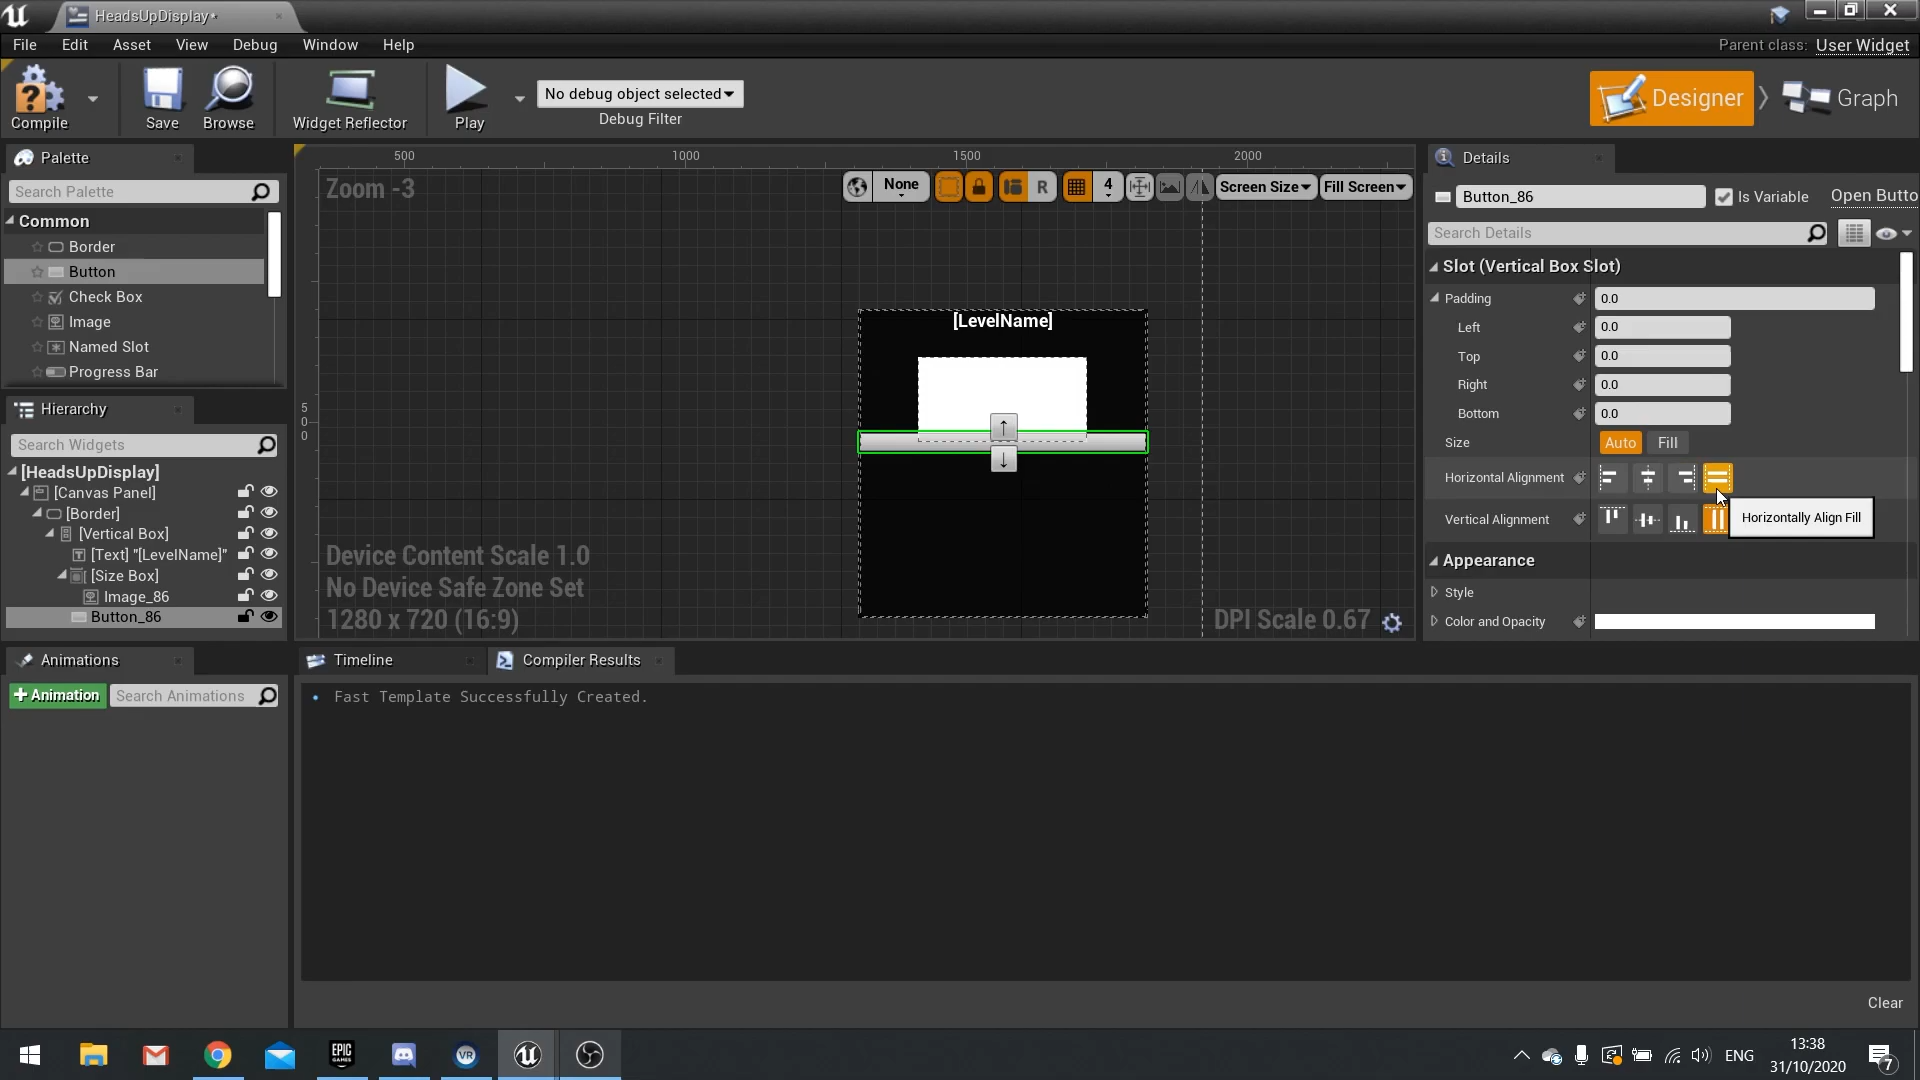 HeadsUpDisplay*
File Edit Asset View Debug Window Help
Parent class: User Widget
Compile
Save
Browse
Widget Reflector
Play
No debug object selected
Debug Filter
Designer
Graph
Palette
Search Palette
Common
Border
Button
Check Box
Image
Named Slot
Progress Bar
Hierarchy
Search Widgets
[HeadsUpDisplay]
[Canvas Panel]
[Border]
[Vertical Box]
[Text] "[LevelName]"
[Size Box]
Image_86
Button_86
Animations
+ Animation
Search Animations
500
1000
1500
2000
Zoom -3
None
R
4
Screen Size
Fill Screen
5
0
0
[LevelName]
Device Content Scale 1.0
No Device Safe Zone Set
1280 x 720 (16:9)
DPI Scale 0.67
Details
Button_86
Is Variable
Open Butto
Search Details
Slot (Vertical Box Slot)
Padding 0.0
Left 0.0
Top 0.0
Right 0.0
Bottom 0.0
Size Auto Fill
Horizontal Alignment
Vertical Alignment
Horizontally Align Fill
Appearance
Style
Color and Opacity
Timeline
Compiler Results
• Fast Template Successfully Created.
Clear
EPIC
GAMES
VR
ENG
13:38
31/10/2020
7